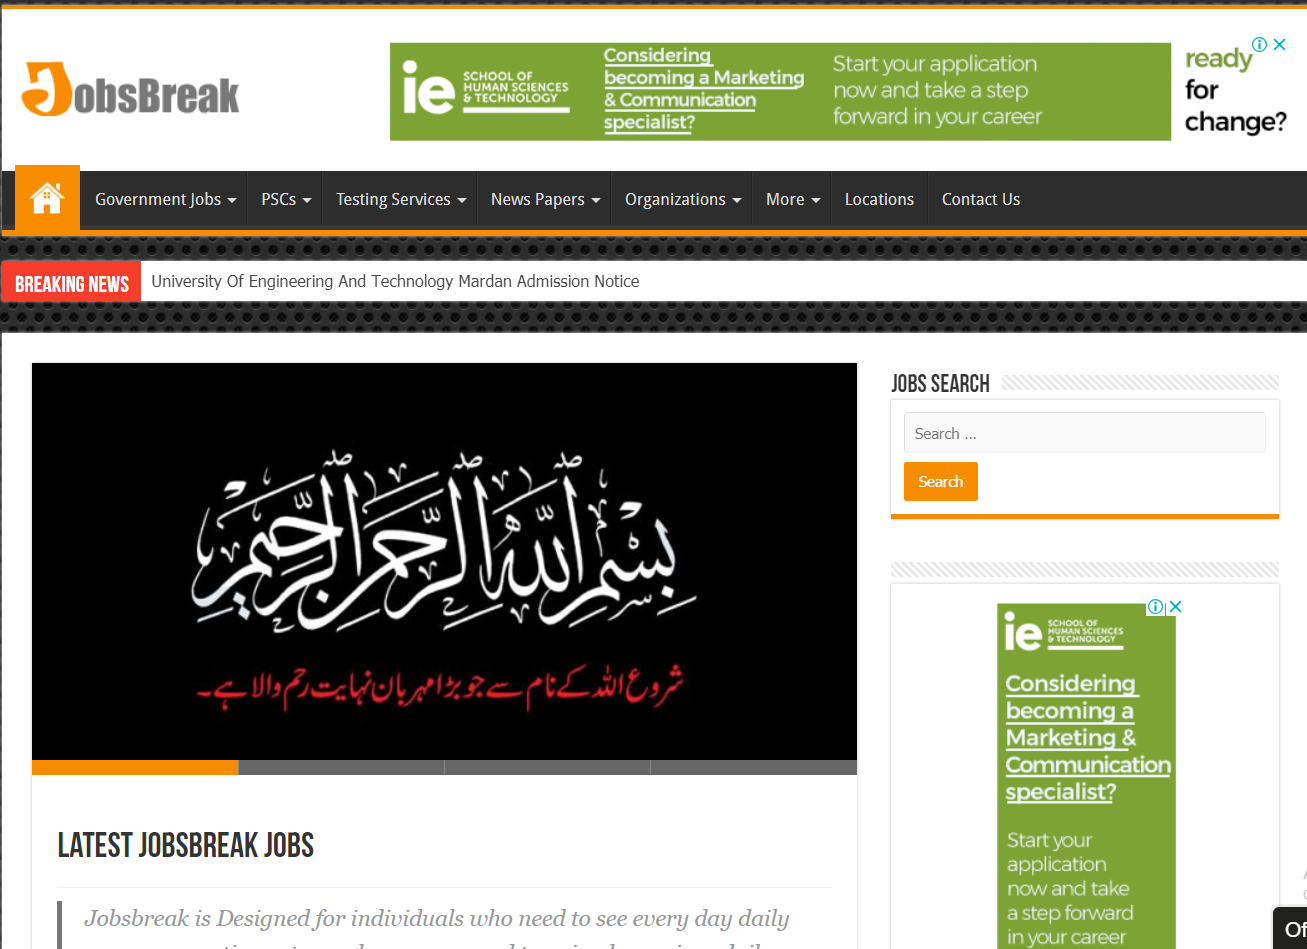 JobsBreak
ie SCHOOL OF
HUMAN SCIENCES
& TECHNOLOGY
Considering
becoming a Marketing
& Communication
specialist?
Start your application
now and take a step
forward in your career
ready
for
change?
Government Jobs PSCs Testing Services News Papers Organizations More Locations Contact Us
BREAKING NEWS University Of Engineering And Technology Mardan Admission Notice
بسم الله الرحمن الرحيم
شروع اللہ کے نام سے جو بڑا مہربان نہایت رحم والا ہے۔
LATEST JOBSBREAK JOBS
Jobsbreak is Designed for individuals who need to see every day daily
JOBS SEARCH
Search ...
Search
ie SCHOOL OF
HUMAN SCIENCES
& TECHNOLOGY
Considering
becoming a
Marketing &
Communication
specialist?
Start your
application
now and take
a step forward
in your career
Of